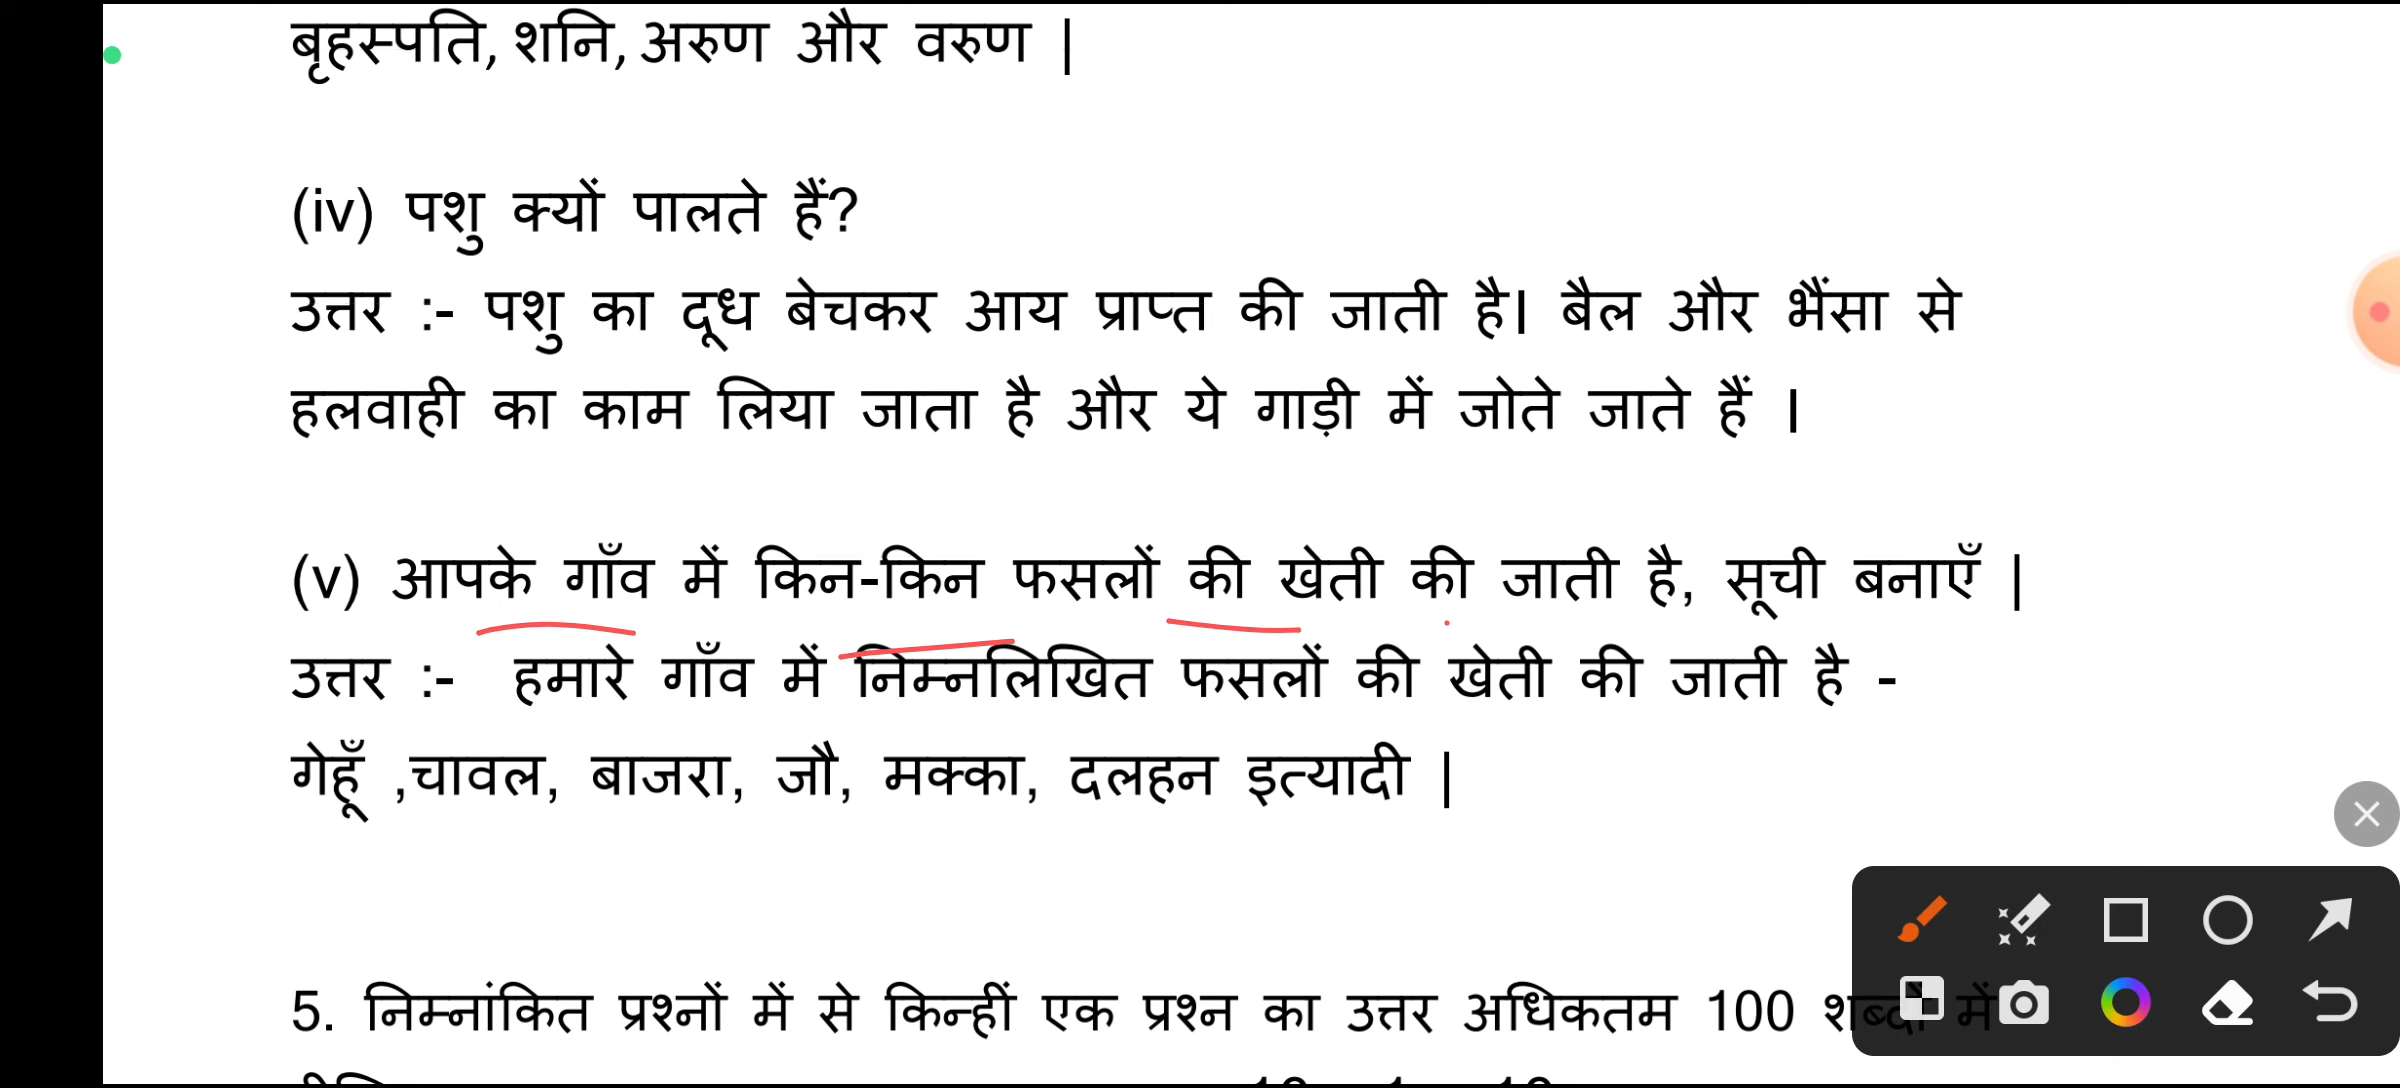 बृहस्पति, शनि, अरुण और वरुण |
(iv) पशु क्यों पालते हैं?
उत्तर :- पशु का दूध बेचकर आय प्राप्त की जाती है। बैल और भैंसा से
हलवाही का काम लिया जाता है और ये गाड़ी में जोते जाते हैं ।
(v) आपके गाँव में किन-किन फसलों की खेती की जाती है, सूची बनाएँ |
उत्तर :- हमारे गाँव में निम्नलिखित फसलों की खेती की जाती है -
गेहूँ ,चावल, बाजरा, जौ, मक्का, दलहन इत्यादी |
5. निम्नांकित प्रश्नों में से किन्हीं एक प्रश्न का उत्तर अधिकतम 100 शब्दों में